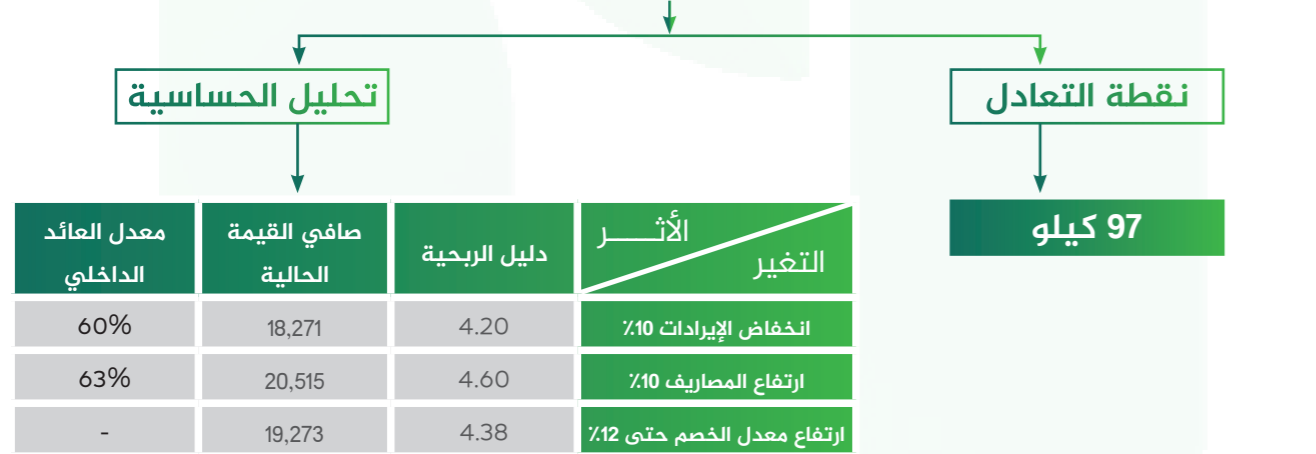 نقطة التعادل
97 كيلو
تحليل الحساسية
الأثــــر
التغير
دليل الربحية
صافي القيمة
الحالية
معدل العائد
الداخلي
انخفاض الإيرادات 10٪
4.20
18,271
60%
ارتفاع المصاريف 10٪
4.60
20,515
63%
ارتفاع معدل الخصم حتى 12٪
4.38
19,273
-